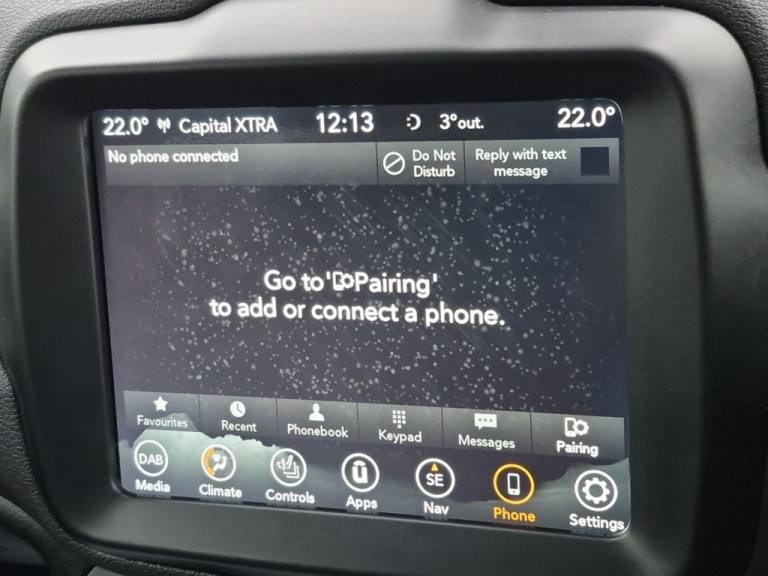 22.0° Capital XTRA 12:13 3°out. 22.0°
No phone connected
Do Not
Disturb
Reply with text
message
Go to 'Pairing'
to add or connect a phone.
Favourites Recent Phonebook Keypad Messages Pairing
DAB SE
Media Climate Controls Apps Nav Phone Settings